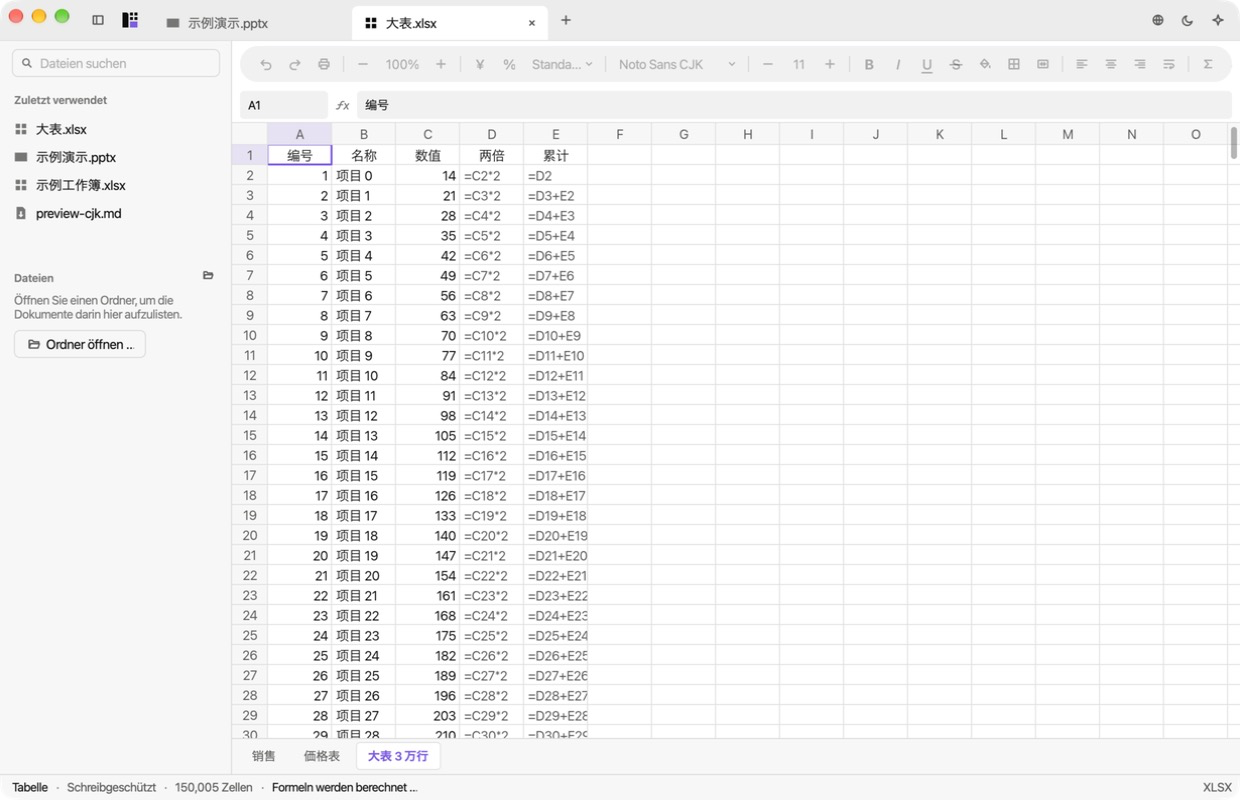 示例演示.pptx
大表.xlsx
Dateien suchen
Zuletzt verwendet
大表.xlsx
示例演示.pptx
示例工作簿.xlsx
preview-cjk.md
Dateien
Öffnen Sie einen Ordner, um die
Dokumente darin hier aufzulisten.
Ordner öffnen ...
100% ¥ % Standa... Noto Sans CJK 11 B I U S Σ
A1 fx 编号
A B C D E F G H I J K L M N O
1 编号 名称 数值 两倍 累计
2 1 项目 0 14 =C2*2 =D2
3 2 项目 1 21 =C3*2 =D3+E2
4 3 项目 2 28 =C4*2 =D4+E3
5 4 项目 3 35 =C5*2 =D5+E4
6 5 项目 4 42 =C6*2 =D6+E5
7 6 项目 5 49 =C7*2 =D7+E6
8 7 项目 6 56 =C8*2 =D8+E7
9 8 项目 7 63 =C9*2 =D9+E8
10 9 项目 8 70 =C10*2 =D10+E9
11 10 项目 9 77 =C11*2 =D11+E10
12 11 项目 10 84 =C12*2 =D12+E11
13 12 项目 11 91 =C13*2 =D13+E12
14 13 项目 12 98 =C14*2 =D14+E13
15 14 项目 13 105 =C15*2 =D15+E14
16 15 项目 14 112 =C16*2 =D16+E15
17 16 项目 15 119 =C17*2 =D17+E16
18 17 项目 16 126 =C18*2 =D18+E17
19 18 项目 17 133 =C19*2 =D19+E18
20 19 项目 18 140 =C20*2 =D20+E19
21 20 项目 19 147 =C21*2 =D21+E20
22 21 项目 20 154 =C22*2 =D22+E21
23 22 项目 21 161 =C23*2 =D23+E22
24 23 项目 22 168 =C24*2 =D24+E23
25 24 项目 23 175 =C25*2 =D25+E24
26 25 项目 24 182 =C26*2 =D26+E25
27 26 项目 25 189 =C27*2 =D27+E26
28 27 项目 26 196 =C28*2 =D28+E27
29 28 项目 27 203 =C29*2 =D29+E28
30 29 项目 28 210 =C30*2 =D30+E29
销售 価格表 大表 3 万行
Tabelle · Schreibgeschützt · 150,005 Zellen · Formeln werden berechnet ... XLSX